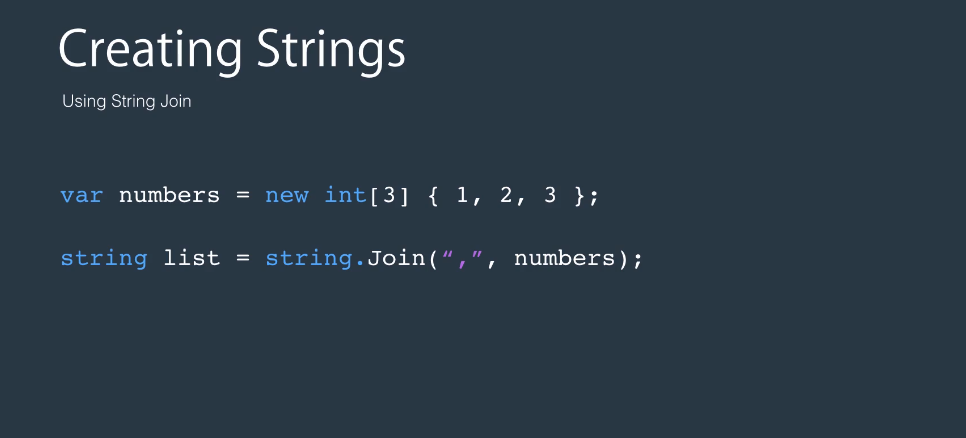 Creating Strings
Using String Join
var numbers = new int[3] { 1, 2, 3 };
string list = string.Join(“,”, numbers);